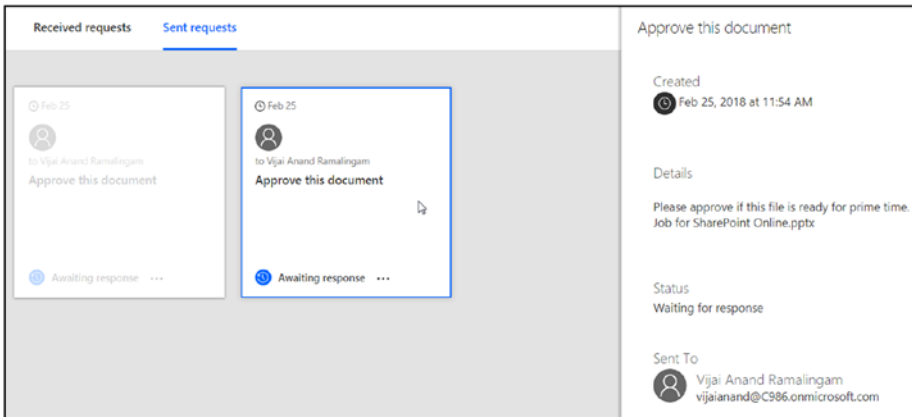 Received requests
Sent requests
Feb 25
to Vijai Anand Ramalingam
Approve this document
Awaiting response ...
Feb 25
to Vijai Anand Ramalingam
Approve this document
Awaiting response ...
Approve this document
Created
Feb 25, 2018 at 11:54 AM
Details
Please approve if this file is ready for prime time.
Job for SharePoint Online.pptx
Status
Waiting for response
Sent To
Vijai Anand Ramalingam
vijaianand@C986.onmicrosoft.com